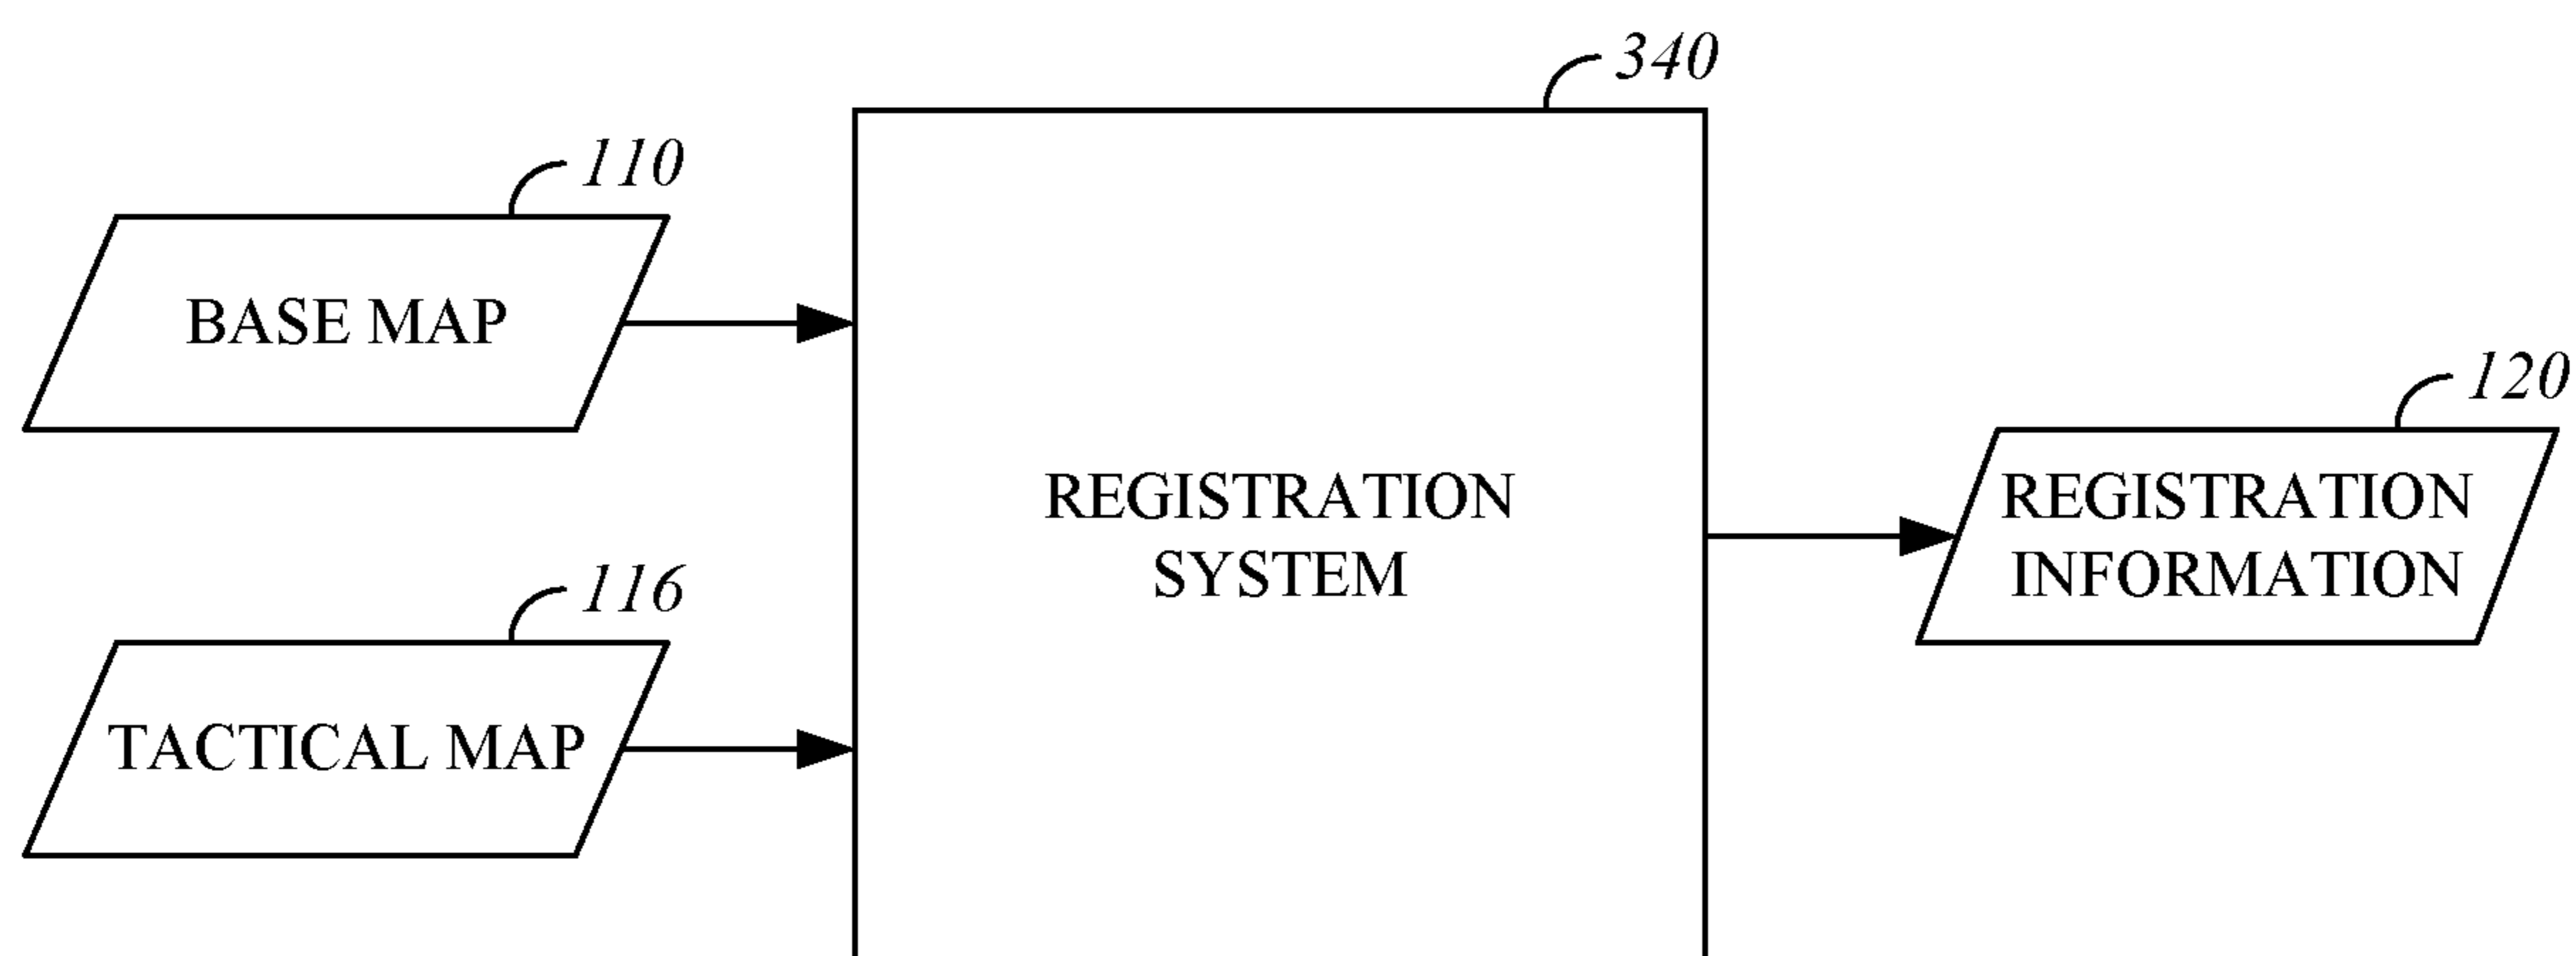 340
110
BASE MAP
120
REGISTRATION
SYSTEM
REGISTRATION
INFORMATION
116
TACTICAL MAP